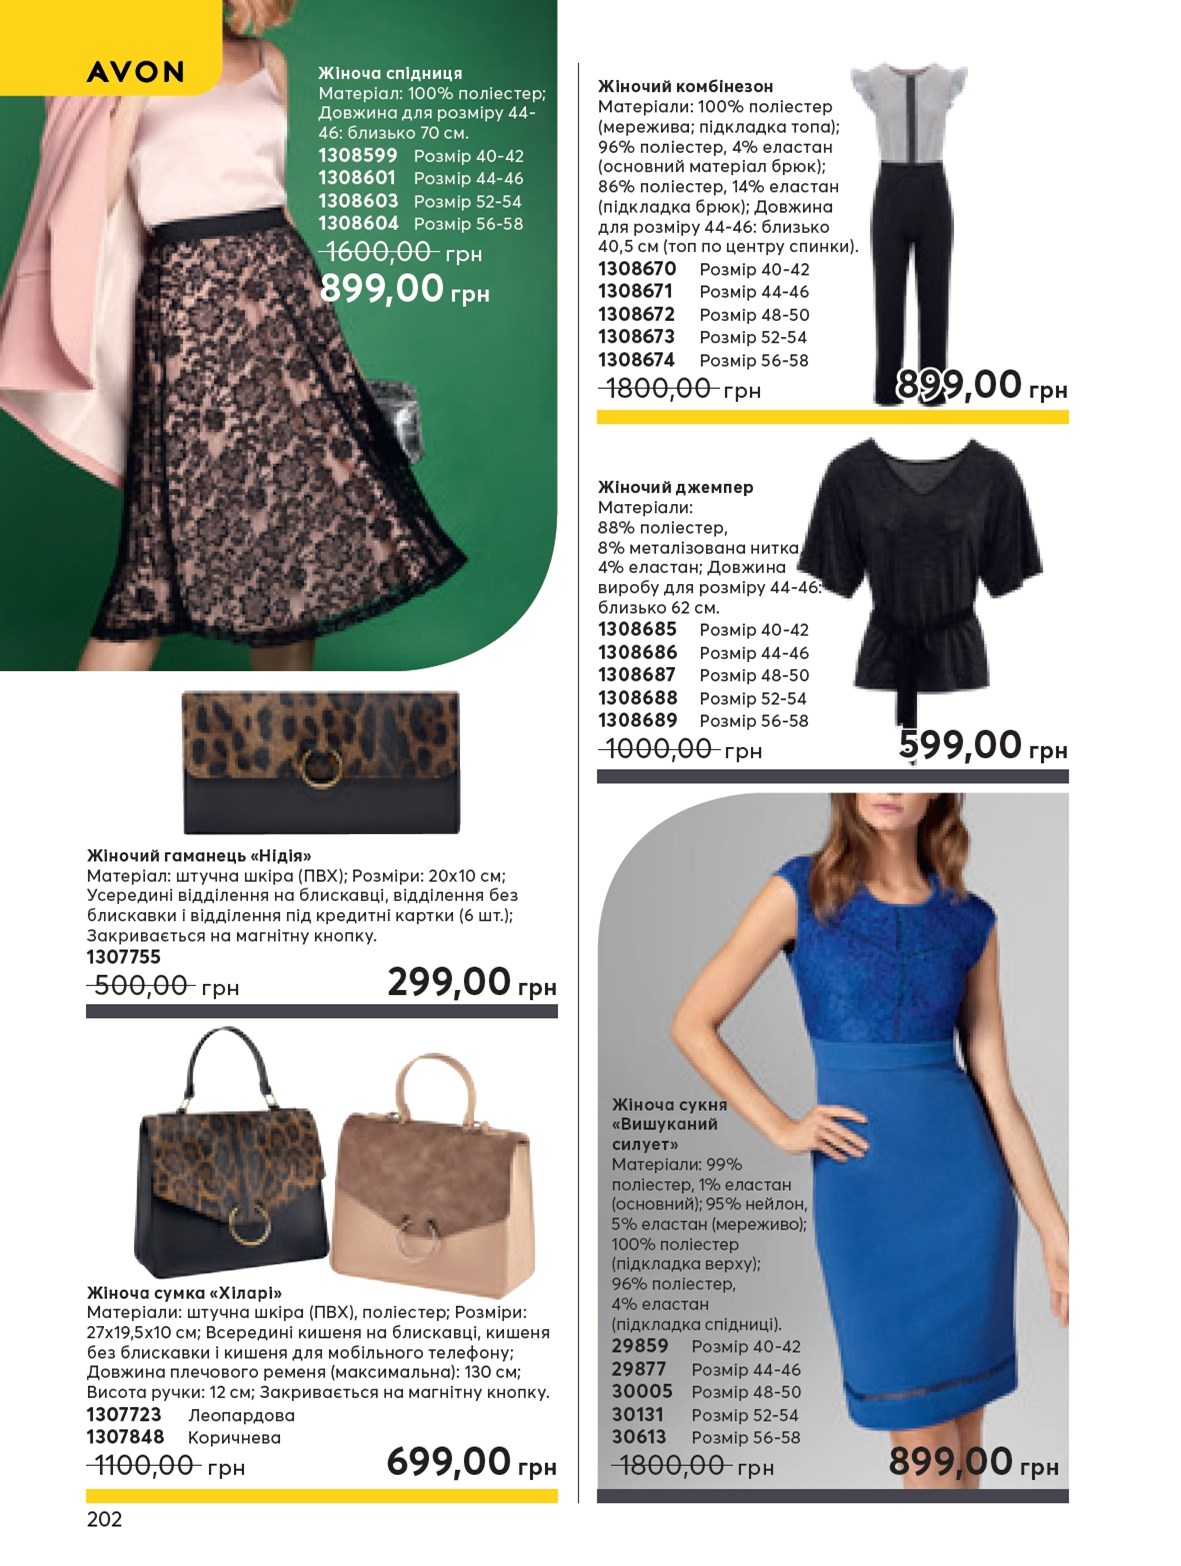 AVON
Жіноча спідниця
Матеріал: 100% поліестер;
Довжина для розміру 44-
46: близько 70 см.
1308599 Розмір 40-42
1308601 Розмір 44-46
1308603 Розмір 52-54
1308604 Розмір 56-58
1600,00 грн
899,00 грн
Жіночий гаманець «Нідія»
Матеріал: штучна шкіра (ПВХ); Розміри: 20х10 см;
Усередині відділення на блискавці, відділення без
блискавки і відділення під кредитні картки (6 шт.);
Закривається на магнітну кнопку.
1307755
500,00 грн
299,00 грн
Жіноча сумка «Хіларі»
Матеріали: штучна шкіра (ПВХ), поліестер; Розміри:
27х19,5х10 см; Всередині кишеня на блискавці, кишеня
без блискавки і кишеня для мобільного телефону;
Довжина плечового ременя (максимальна): 130 см;
Висота ручки: 12 см; Закривається на магнітну кнопку.
1307723 Леопардова
1307848 Коричнева
1100,00 грн
699,00 грн
202
Жіночий комбінезон
Матеріали: 100% поліестер
(мережива; підкладка топа);
96% поліестер, 4% еластан
(основний матеріал брюк);
86% поліестер, 14% еластан
(підкладка брюк); Довжина
для розміру 44-46: близько
40,5 см (топ по центру спинки).
1308670 Розмір 40-42
1308671 Розмір 44-46
1308672 Розмір 48-50
1308673 Розмір 52-54
1308674 Розмір 56-58
1800,00 грн
899,00 грн
Жіночий джемпер
Матеріали:
88% поліестер,
8% металізована нитка,
4% еластан; Довжина
виробу для розміру 44-46:
близько 62 см.
1308685 Розмір 40-42
1308686 Розмір 44-46
1308687 Розмір 48-50
1308688 Розмір 52-54
1308689 Розмір 56-58
1000,00 грн
599,00 грн
Жіноча сукня
«Вишуканий
силует»
Матеріали: 99%
поліестер, 1% еластан
(основний); 95% нейлон,
5% еластан (мереживо);
100% поліестер
(підкладка верху);
96% поліестер,
4% еластан
(підкладка спідниці).
29859 Розмір 40-42
29877 Розмір 44-46
30005 Розмір 48-50
30131 Розмір 52-54
30613 Розмір 56-58
1800,00 грн
899,00 грн